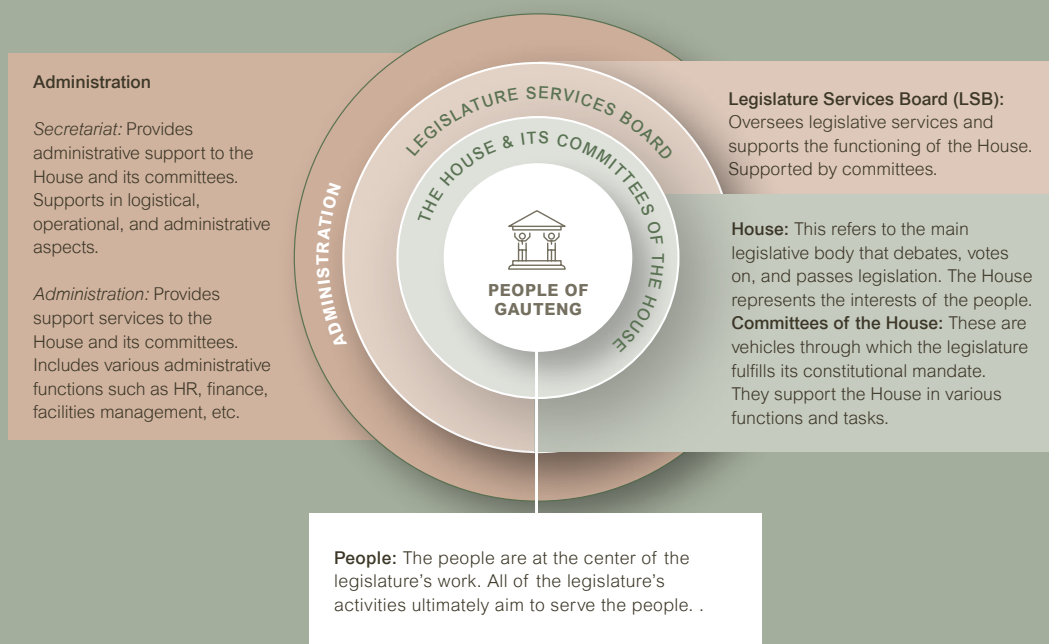 Administration
Secretariat: Provides
administrative support to the
House and its committees.
Supports in logistical,
operational, and administrative
aspects.
Administration: Provides
support services to the
House and its committees.
Includes various administrative
functions such as HR, finance,
facilities management, etc.
ADMINISTRATION
LEGISLATURE SERVICES BOARD
THE HOUSE & ITS COMMITTEES OF THE HOUSE
PEOPLE OF
GAUTENG
Legislature Services Board (LSB):
Oversees legislative services and
supports the functioning of the House.
Supported by committees.
House: This refers to the main
legislative body that debates, votes
on, and passes legislation. The House
represents the interests of the people.
Committees of the House: These are
vehicles through which the legislature
fulfills its constitutional mandate.
They support the House in various
functions and tasks.
People: The people are at the center of the
legislature’s work. All of the legislature’s
activities ultimately aim to serve the people. .